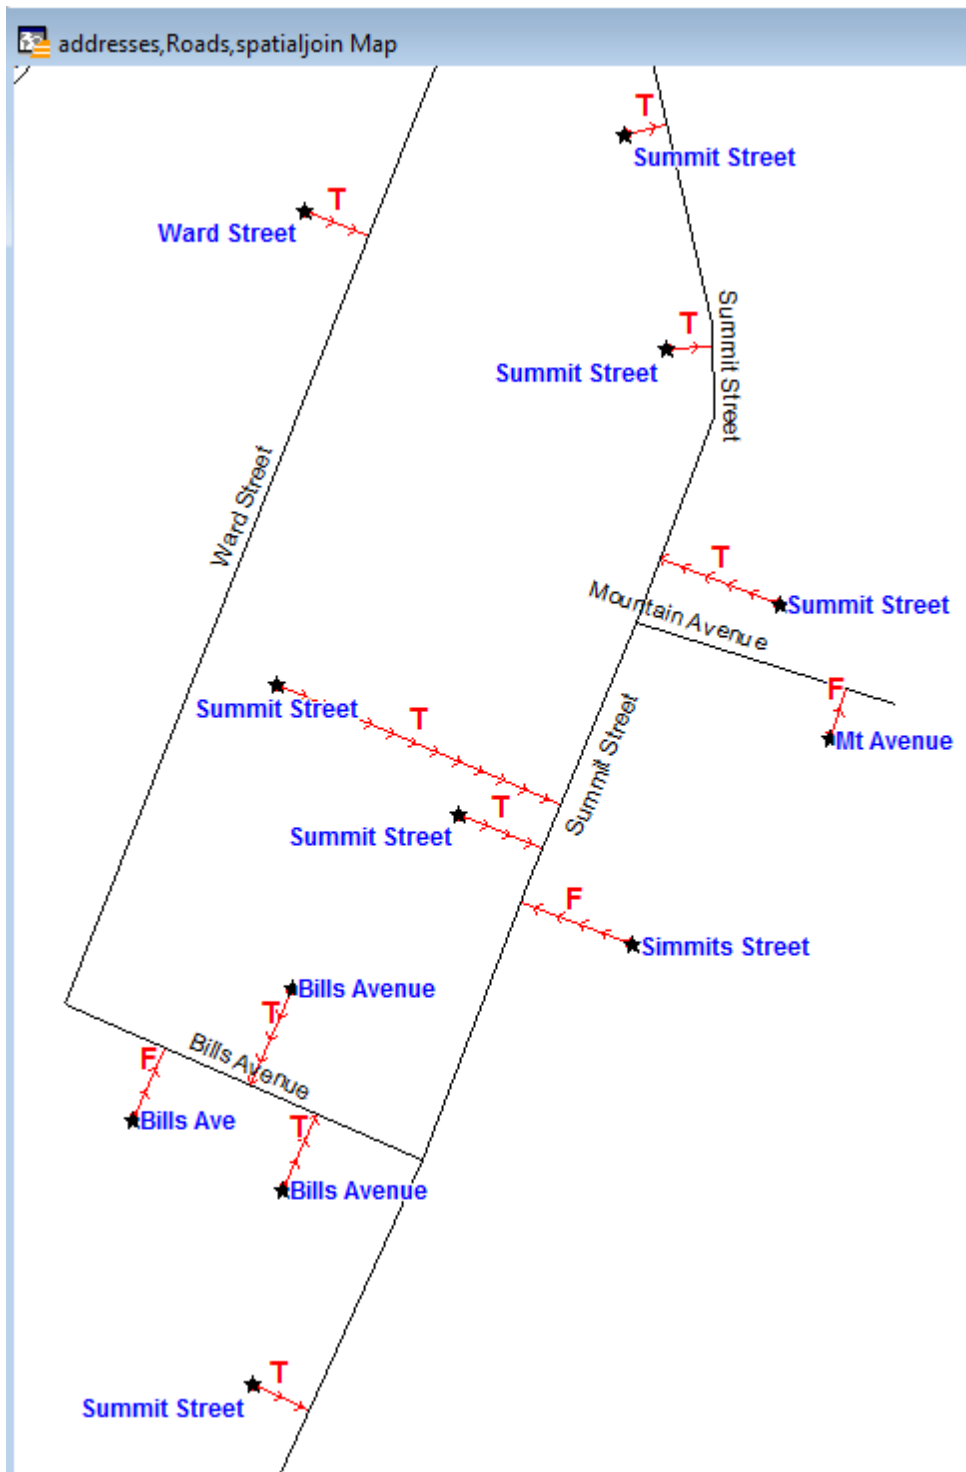 addresses,Roads,spatialjoin Map
T
Summit Street
T
Ward Street
Summit Street
T
Summit Street
Ward Street
T
Summit Street
Mountain Avenue
F
Mt Avenue
Summit Street
T
Summit Street
T
Summit Street
F
Simmits Street
Bills Avenue
T
Bills Avenue
F
Bills Ave
T
Bills Avenue
T
Summit Street